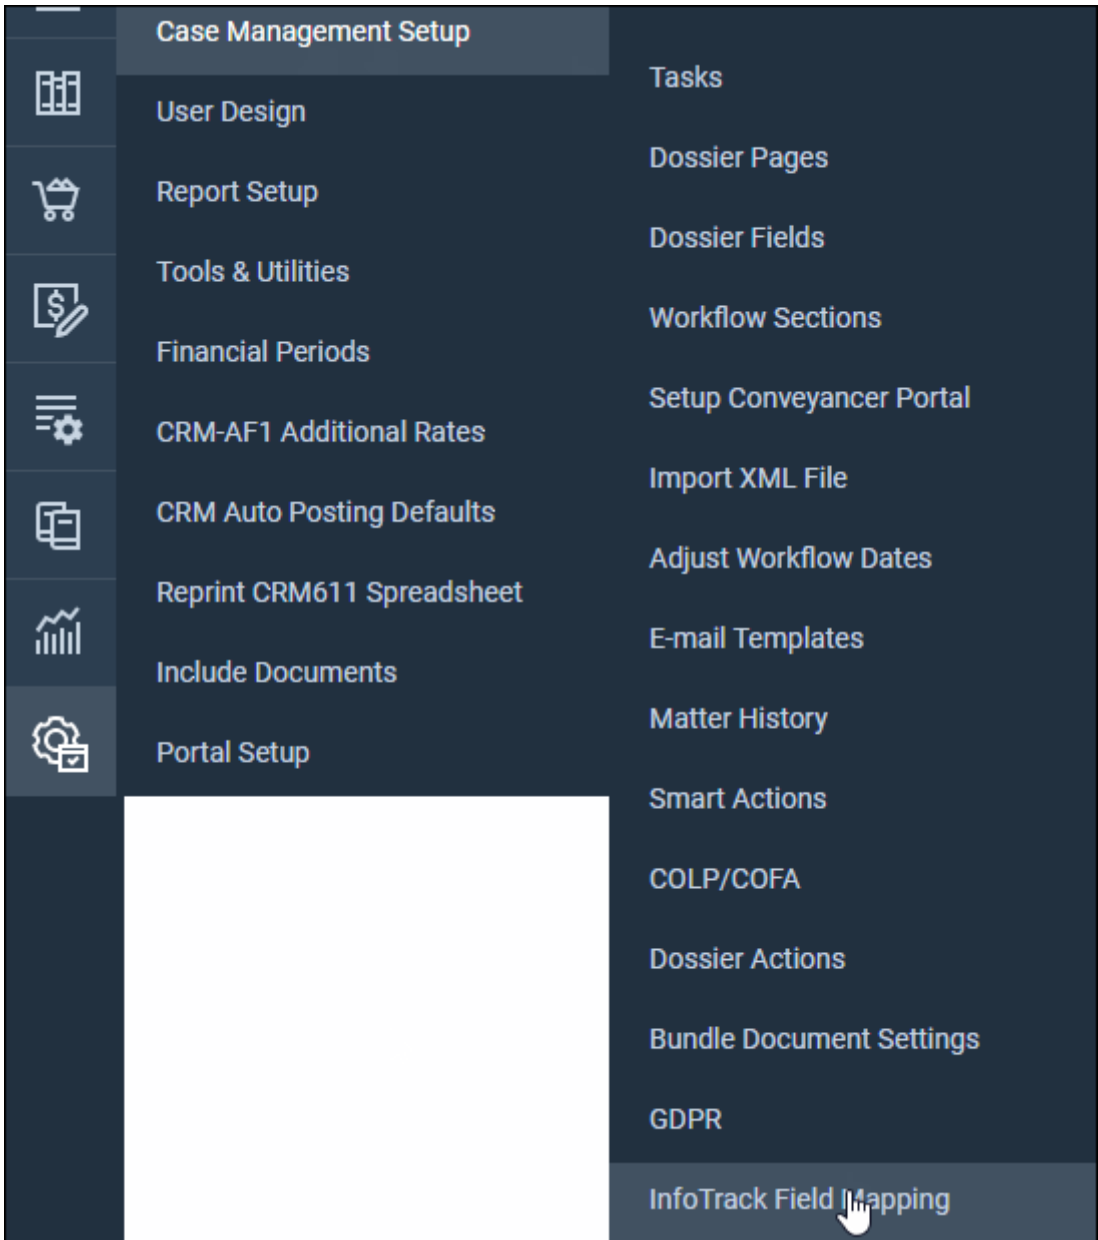 Case Management Setup
User Design
Report Setup
Tools & Utilities
Financial Periods
CRM-AF1 Additional Rates
CRM Auto Posting Defaults
Reprint CRM611 Spreadsheet
Include Documents
Portal Setup
Tasks
Dossier Pages
Dossier Fields
Workflow Sections
Setup Conveyancer Portal
Import XML File
Adjust Workflow Dates
E-mail Templates
Matter History
Smart Actions
COLP/COFA
Dossier Actions
Bundle Document Settings
GDPR
InfoTrack Field Mapping